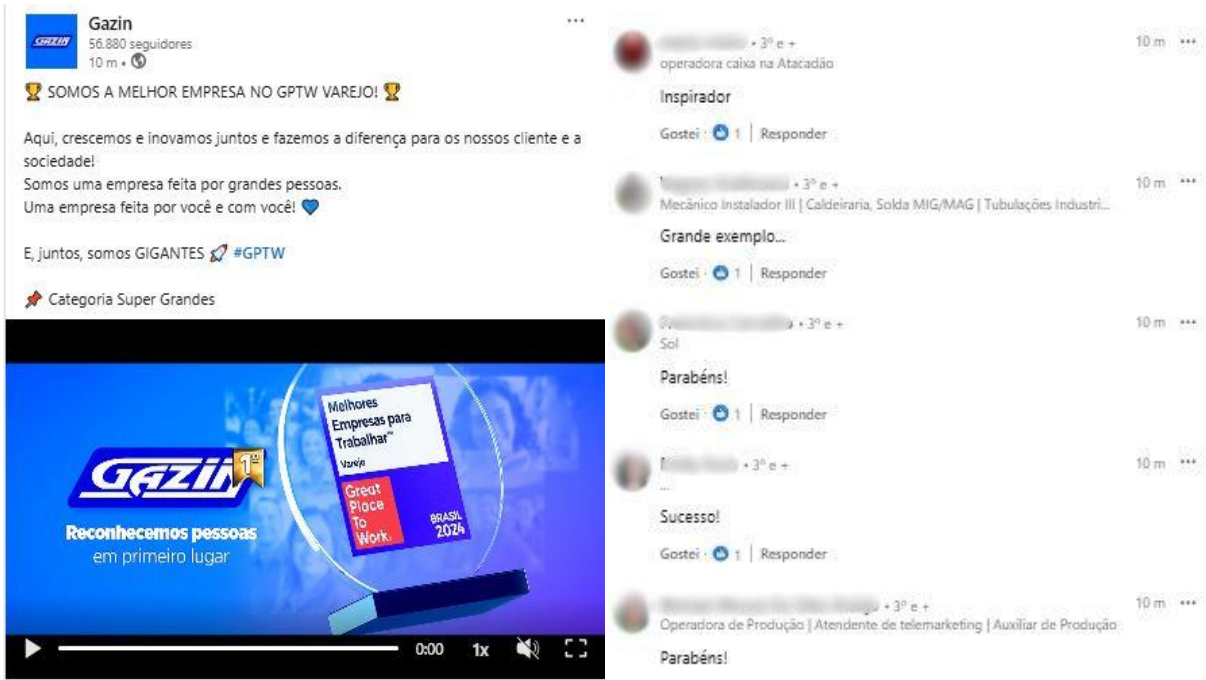 Gazin
56.880 seguidores
10 m •
🏆 SOMOS A MELHOR EMPRESA NO GPTW VAREJO! 🏆
Aqui, crescemos e inovamos juntos e fazemos a diferença para os nossos cliente e a
sociedade!
Somos uma empresa feita por grandes pessoas.
Uma empresa feita por você e com você! 💙
E, juntos, somos GIGANTES 🚀 #GPTW
📌 Categoria Super Grandes
GAZIN 1º
Reconhecemos pessoas
em primeiro lugar
Melhores
Empresas para
Trabalhar™
Varejo
Great
Place
To
Work.
BRASIL
2024
0:00 1x
• 3º e +
10 m
operadora caixa na Atacadão
Inspirador
Gostei · 1 | Responder
• 3º e +
10 m
Mecânico Instalador III | Caldeiraria, Solda MIG/MAG | Tubulações Industri...
Grande exemplo...
Gostei · 1 | Responder
• 3º e +
10 m
Sol
Parabéns!
Gostei · 1 | Responder
• 3º e +
10 m
...
Sucesso!
Gostei · 1 | Responder
• 3º e +
10 m
Operadora de Produção | Atendente de telemarketing | Auxiliar de Produção
Parabéns!